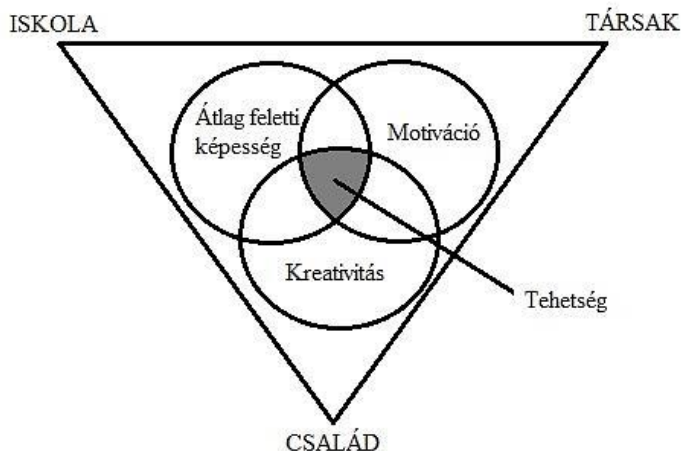 ISKOLA
TÁRSAK
Átlag feletti
képesség
Motiváció
Kreativitás
Tehetség
CSALÁD